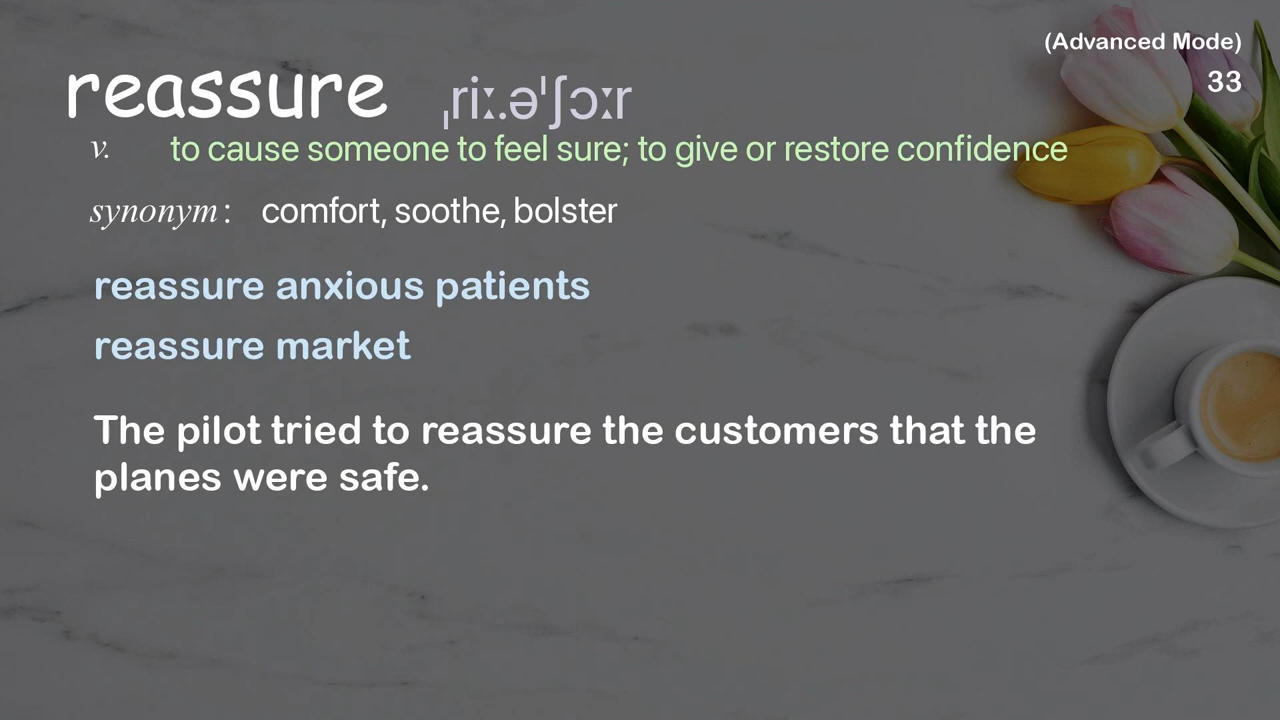 (Advanced Mode)
33
reassure ˌriː.əˈʃɔːr
v. to cause someone to feel sure; to give or restore confidence
synonym: comfort, soothe, bolster
reassure anxious patients
reassure market
The pilot tried to reassure the customers that the
planes were safe.